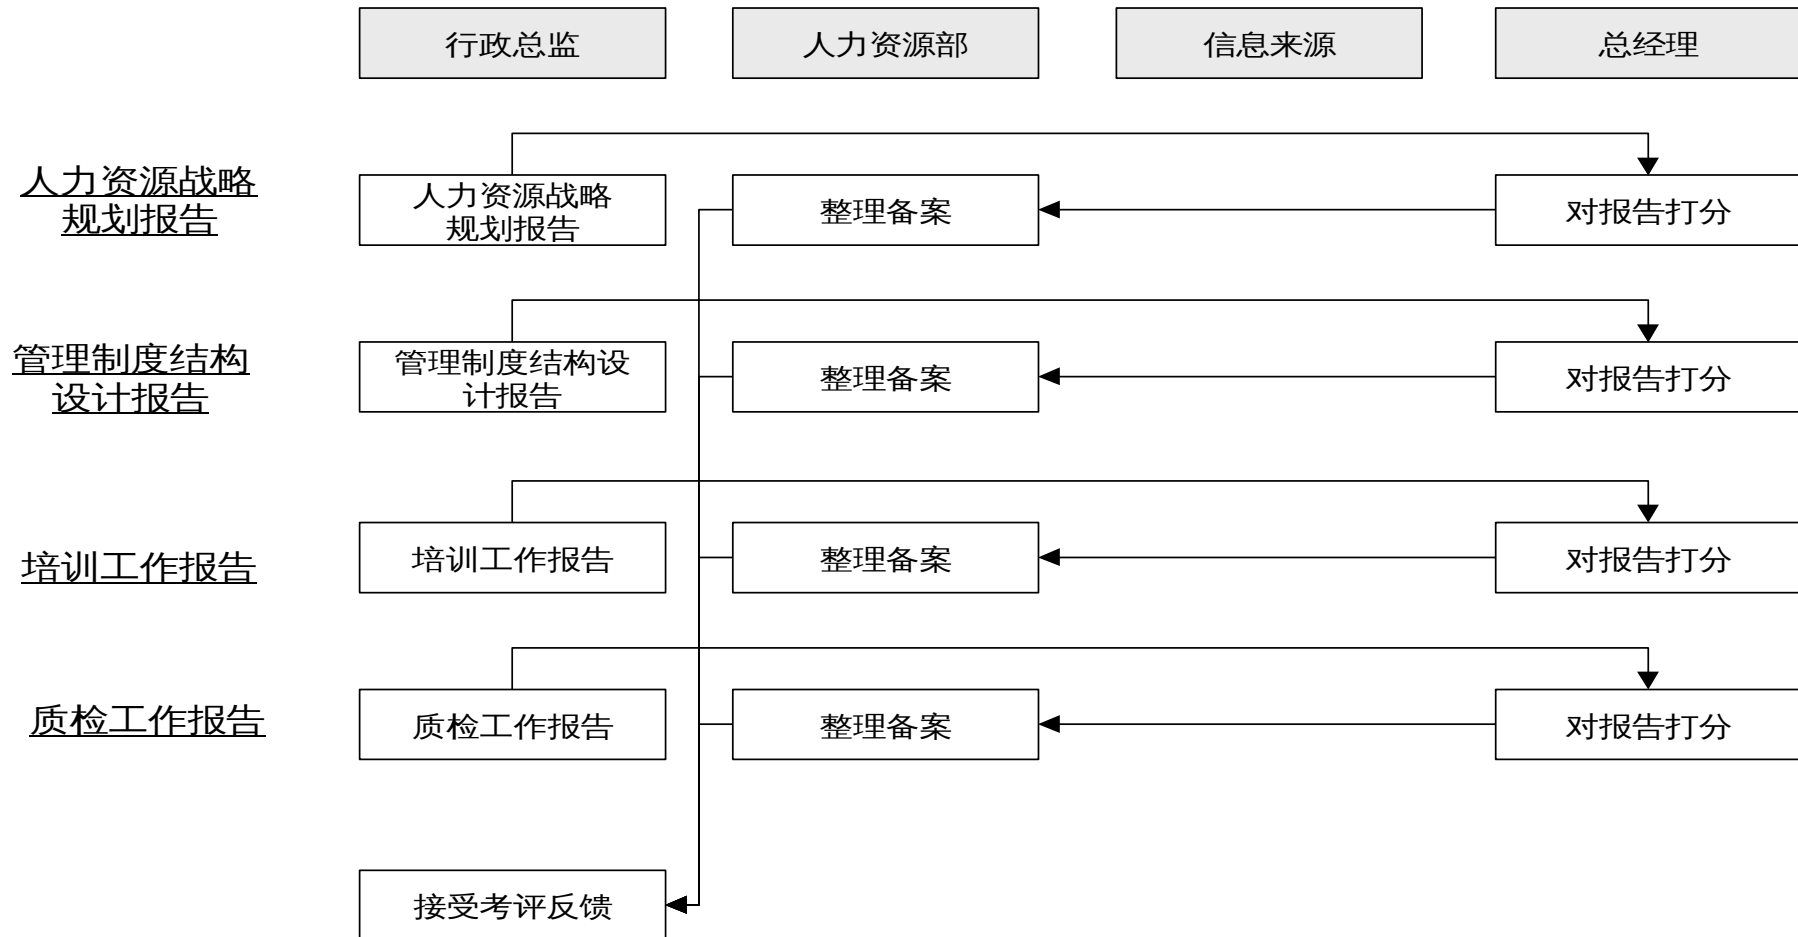 行政总监
人力资源部
信息来源
总经理
人力资源战略
规划报告
人力资源战略
规划报告
整理备案
对报告打分
管理制度结构
设计报告
管理制度结构设
计报告
整理备案
对报告打分
培训工作报告
培训工作报告
整理备案
对报告打分
质检工作报告
质检工作报告
整理备案
对报告打分
接受考评反馈